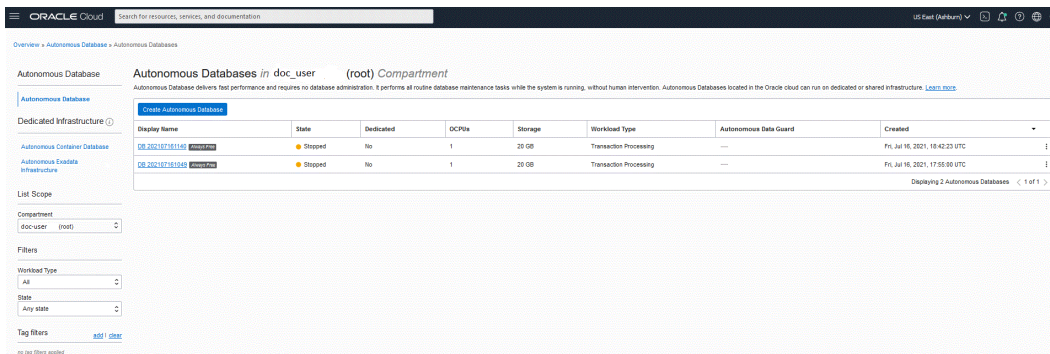 ORACLE Cloud
Search for resources, services, and documentation
US East (Ashburn)
Overview » Autonomous Database » Autonomous Databases
Autonomous Database
Autonomous Database
Dedicated Infrastructure
Autonomous Container Database
Autonomous Exadata
Infrastructure
List Scope
Compartment
doc-user (root)
Filters
Workload Type
All
State
Any state
Tag filters add | clear
no tag filters applied
Autonomous Databases in doc_user (root) Compartment
Autonomous Database delivers fast performance and requires no database administration. It performs all routine database maintenance tasks while the system is running, without human intervention. Autonomous Databases located in the Oracle cloud can run on dedicated or shared infrastructure. Learn more.
Create Autonomous Database
Display Name State Dedicated OCPUs Storage Workload Type Autonomous Data Guard Created
DB 202107161140 Always Free Stopped No 1 20 GB Transaction Processing — Fri, Jul 16, 2021, 18:42:23 UTC
DB 202107161049 Always Free Stopped No 1 20 GB Transaction Processing — Fri, Jul 16, 2021, 17:55:00 UTC
Displaying 2 Autonomous Databases < 1 of 1 >